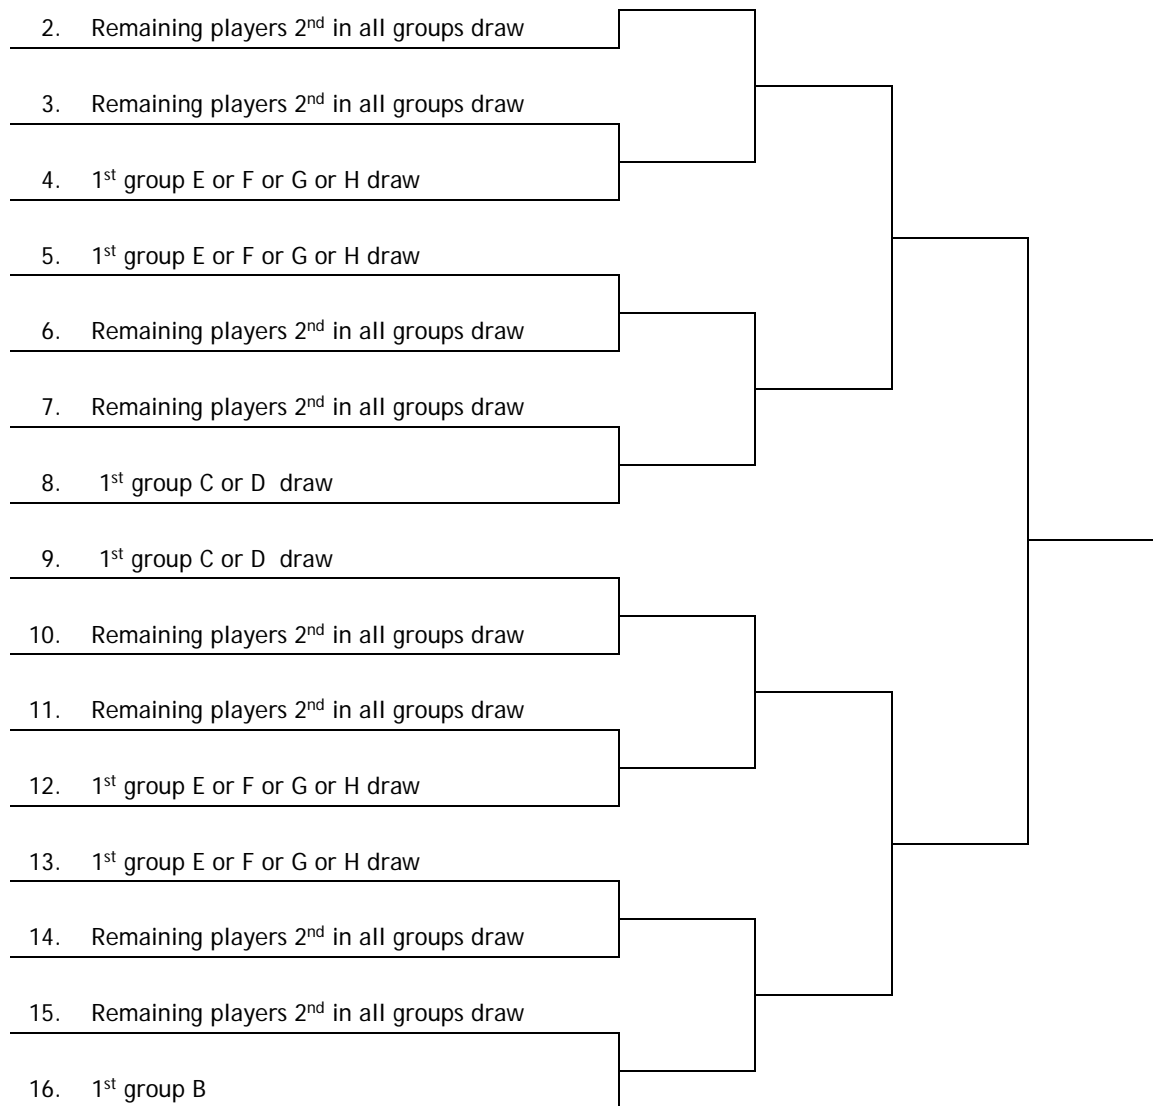 2. Remaining players 2nd in all groups draw
3. Remaining players 2nd in all groups draw
4. 1st group E or F or G or H draw
5. 1st group E or F or G or H draw
6. Remaining players 2nd in all groups draw
7. Remaining players 2nd in all groups draw
8. 1st group C or D draw
9. 1st group C or D draw
10. Remaining players 2nd in all groups draw
11. Remaining players 2nd in all groups draw
12. 1st group E or F or G or H draw
13. 1st group E or F or G or H draw
14. Remaining players 2nd in all groups draw
15. Remaining players 2nd in all groups draw
16. 1st group B